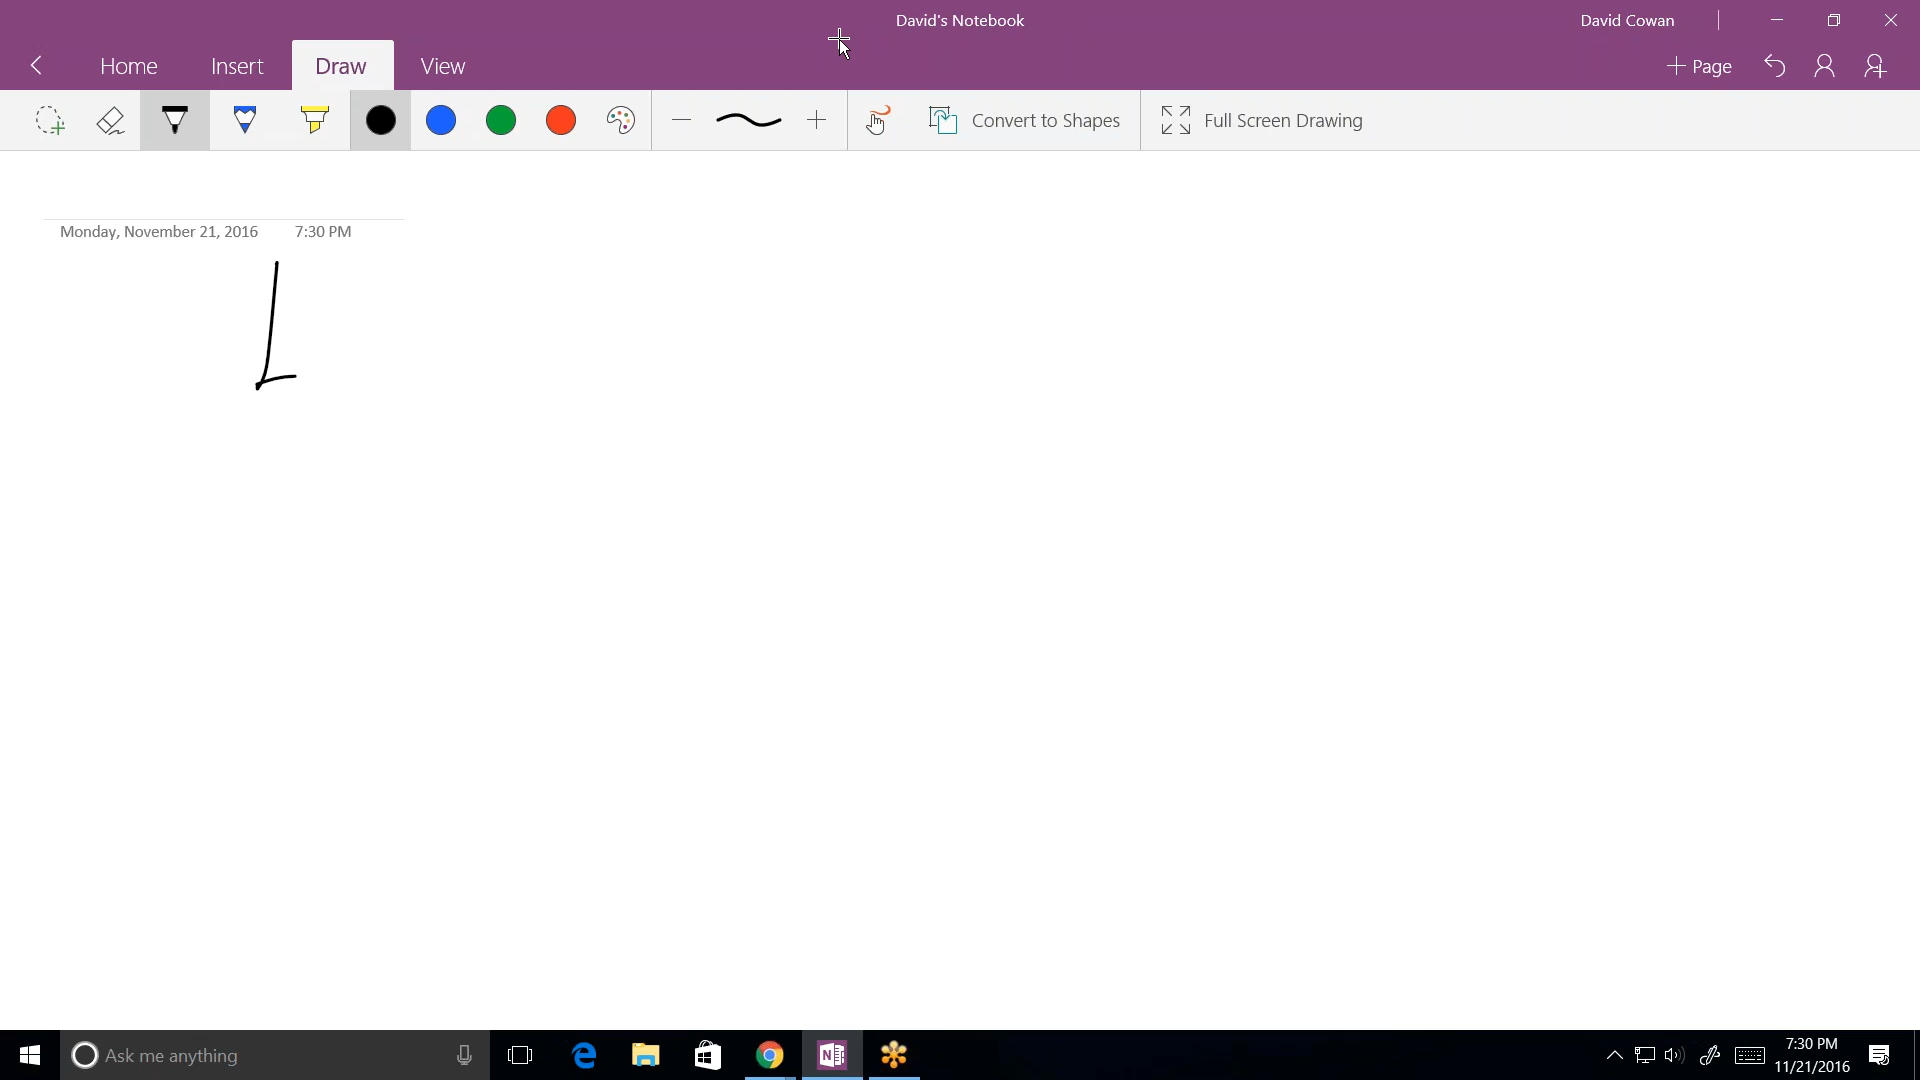 David's Notebook
David Cowan
Home Insert Draw View
Page
Convert to Shapes Full Screen Drawing
Monday, November 21, 2016 7:30 PM
L
Ask me anything
N
7:30 PM
11/21/2016